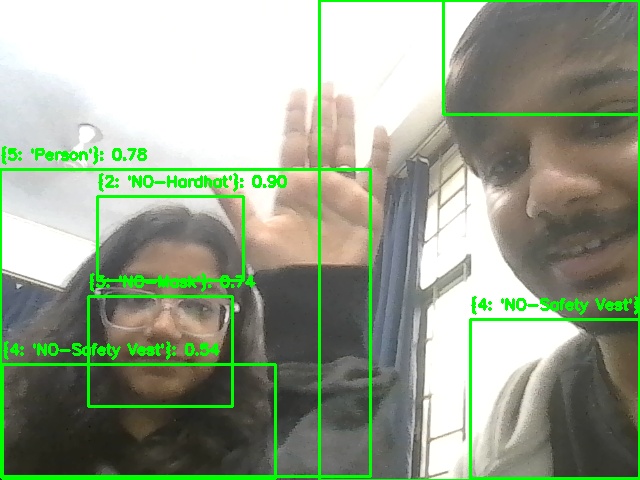 {5: 'Person'}: 0.78
{2: 'NO-Hardhat'}: 0.90
{3: 'NO-Mask'}: 0.74
{4: 'NO-Safety Vest'}
{4: 'NO-Safety Vest'}: 0.54